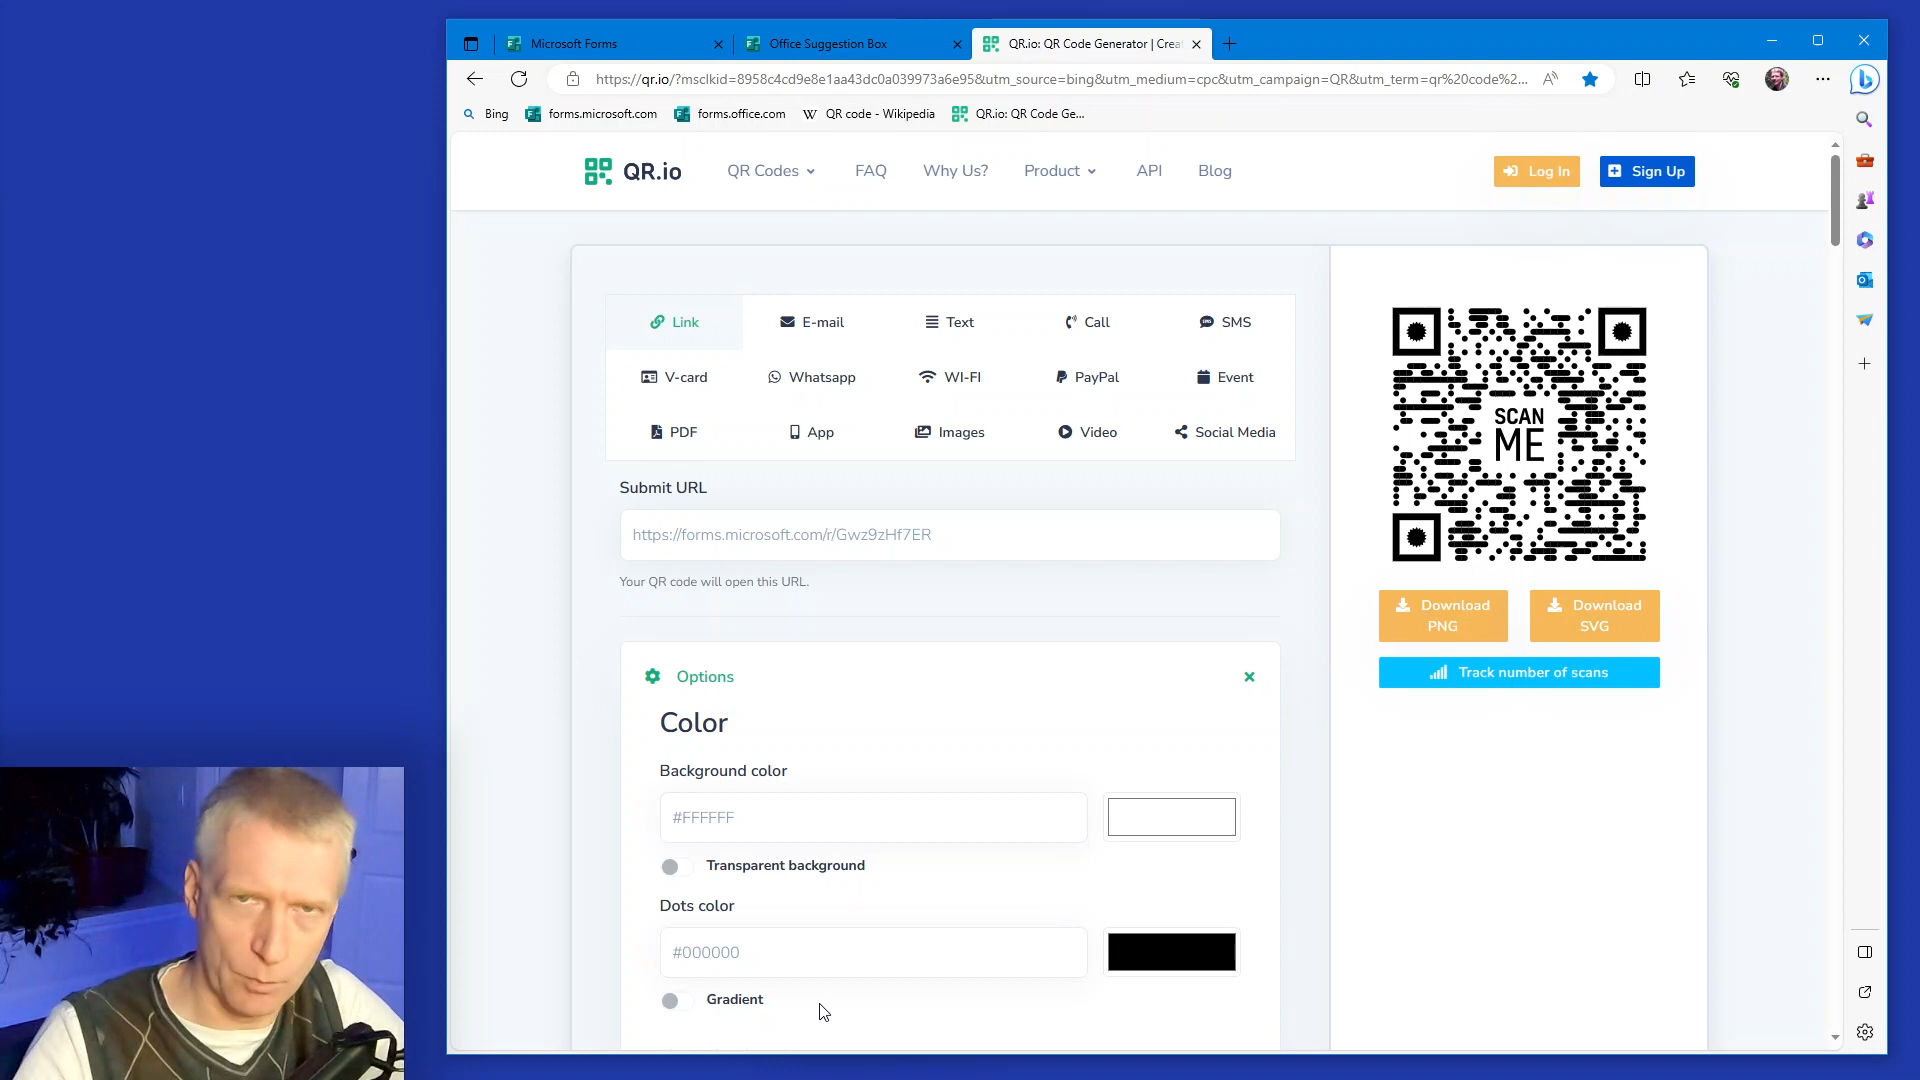 Microsoft Forms
Office Suggestion Box
QR.io: QR Code Generator | Crea
https://qr.io/?msclkid=8958c4cd9e8e1aa43dc0a039973a6e95&utm_source=bing&utm_medium=cpc&utm_campaign=QR&utm_term=qr%20code%2...
Bing
forms.microsoft.com
forms.office.com
QR code - Wikipedia
QR.io: QR Code Ge...
QR.io
QR Codes
FAQ
Why Us?
Product
API
Blog
Log In
Sign Up
Link
E-mail
Text
Call
SMS
V-card
Whatsapp
WI-FI
PayPal
Event
PDF
App
Images
Video
Social Media
Submit URL
https://forms.microsoft.com/r/Gwz9zHf7ER
Your QR code will open this URL.
Options
Color
Background color
#FFFFFF
Transparent background
Dots color
#000000
Gradient
SCAN
ME
Download
PNG
Download
SVG
Track number of scans